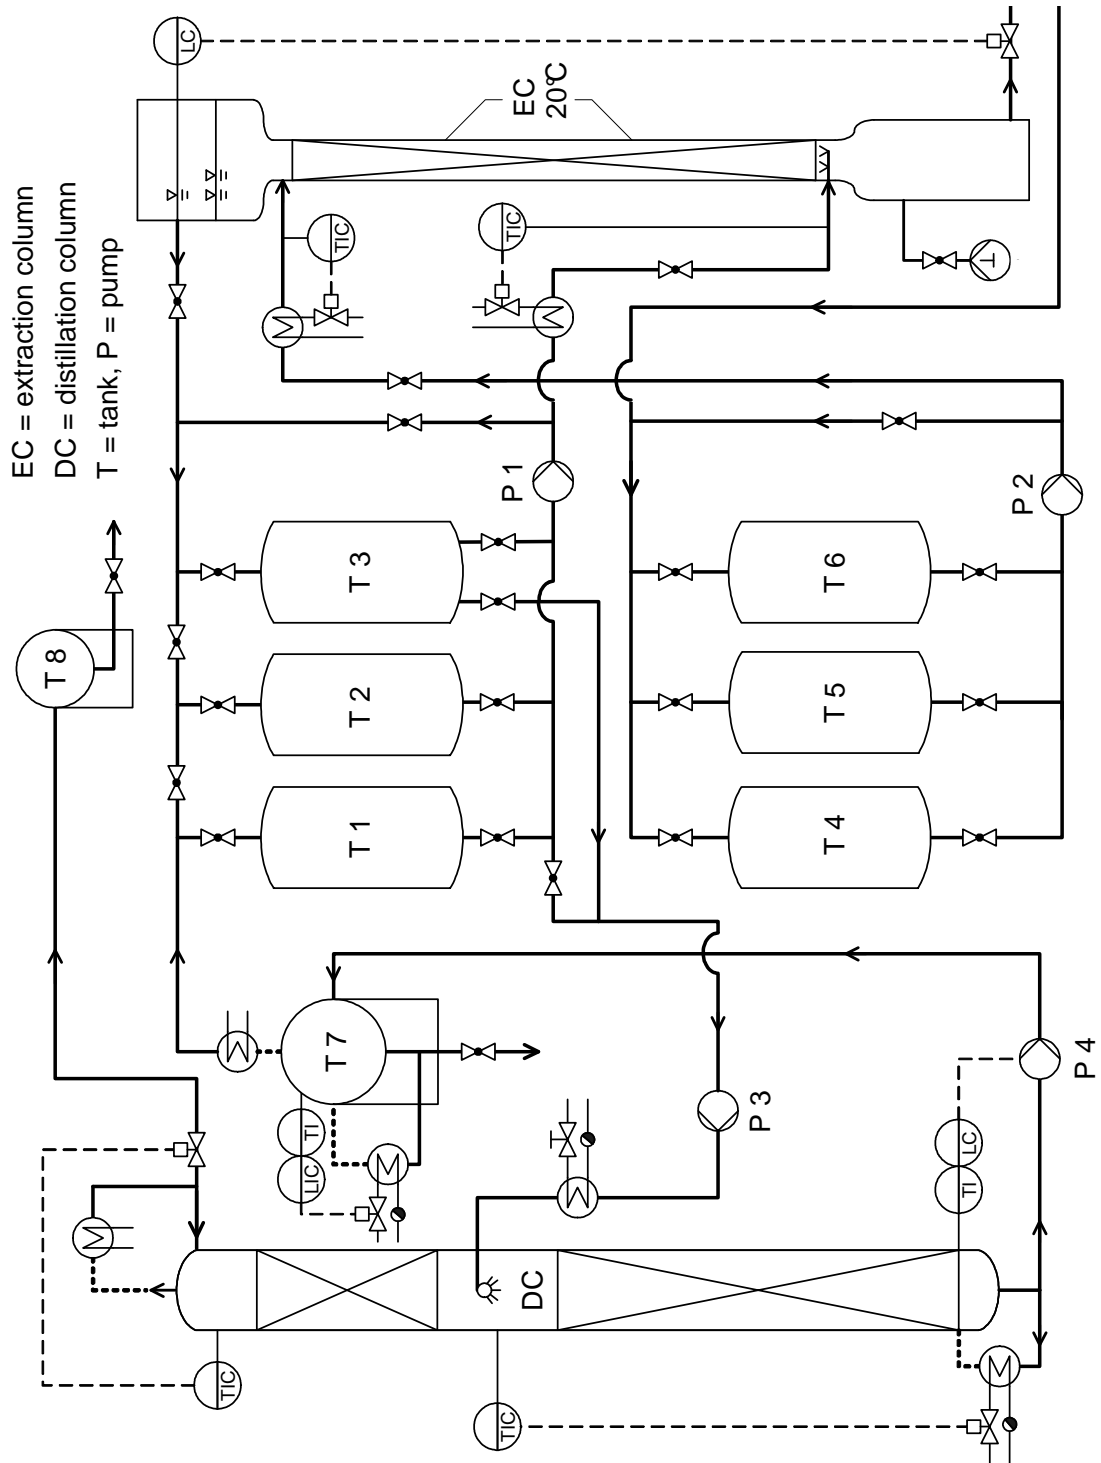 EC = extraction column
DC = distillation column
T = tank, P = pump
LC
EC
20°C
TIC
TIC
T
T 8
P 1
P 2
T 3
T 2
T 1
T 6
T 5
T 4
T 7
TI
LIC
P 3
P 4
LC
TI
DC
TIC
TIC